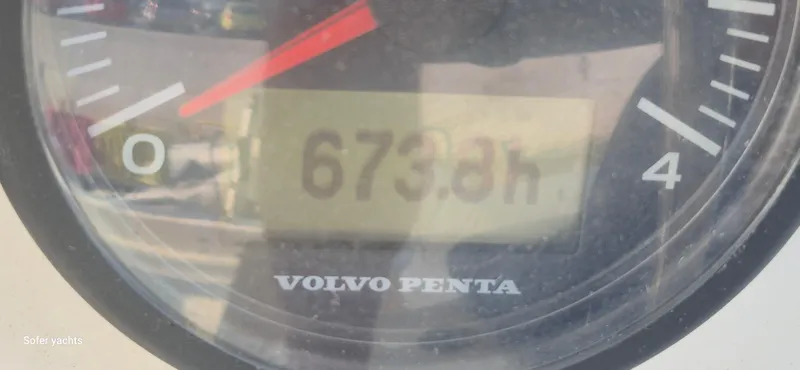 0
673.8h
4
VOLVO PENTA
Sofer yachts